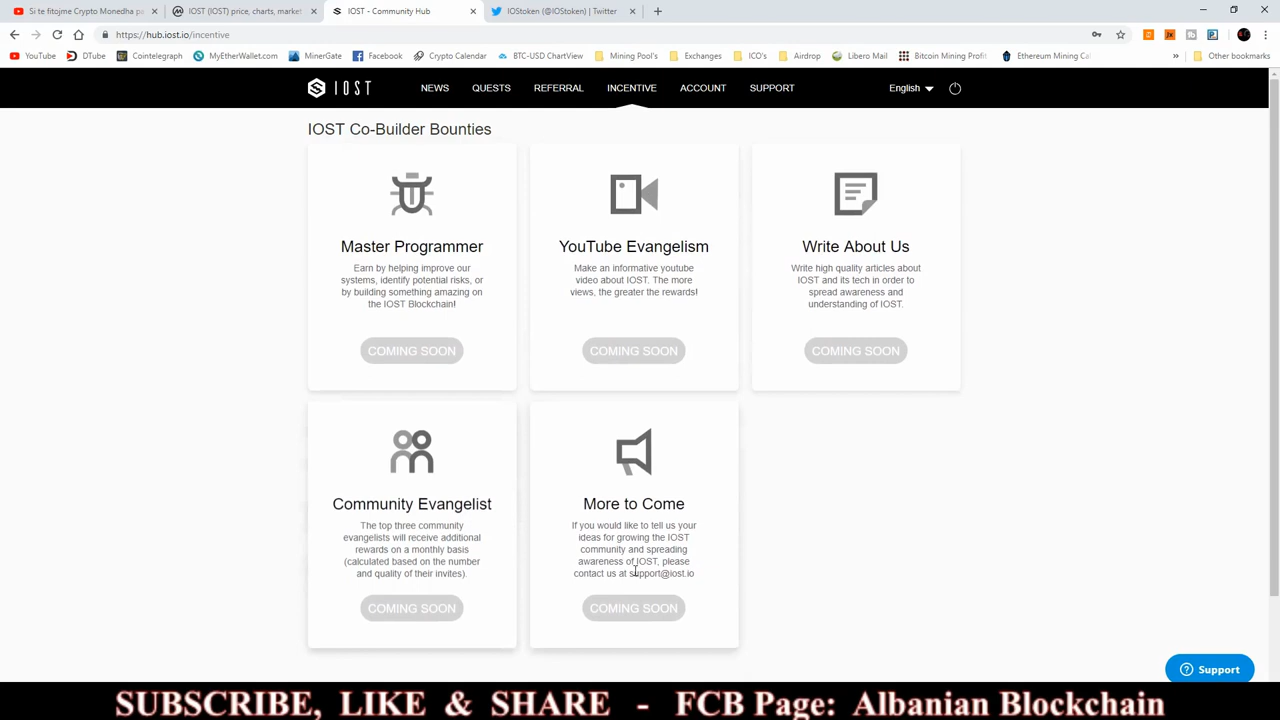 Si te fitojme Crypto Monedha pa
IOST (IOST) price, charts, market
IOST - Community Hub
IOStoken (@IOStoken) | Twitter
https://hub.iost.io/incentive
YouTube
DTube
Cointelegraph
MyEtherWallet.com
MinerGate
Facebook
Crypto Calendar
BTC-USD ChartView
Mining Pool's
Exchanges
ICO's
Airdrop
Libero Mail
Bitcoin Mining Profit
Ethereum Mining Cal
Other bookmarks
IOST
NEWS
QUESTS
REFERRAL
INCENTIVE
ACCOUNT
SUPPORT
English
IOST Co-Builder Bounties
Master Programmer
Earn by helping improve our
systems, identify potential risks, or
by building something amazing on
the IOST Blockchain!
COMING SOON
YouTube Evangelism
Make an informative youtube
video about IOST. The more
views, the greater the rewards!
COMING SOON
Write About Us
Write high quality articles about
IOST and its tech in order to
spread awareness and
understanding of IOST.
COMING SOON
Community Evangelist
The top three community
evangelists will receive additional
rewards on a monthly basis
(calculated based on the number
and quality of their invites).
COMING SOON
More to Come
If you would like to tell us your
ideas for growing the IOST
community and spreading
awareness of IOST, please
contact us at support@iost.io
COMING SOON
Support
SUBSCRIBE, LIKE & SHARE - FCB Page: Albanian Blockchain